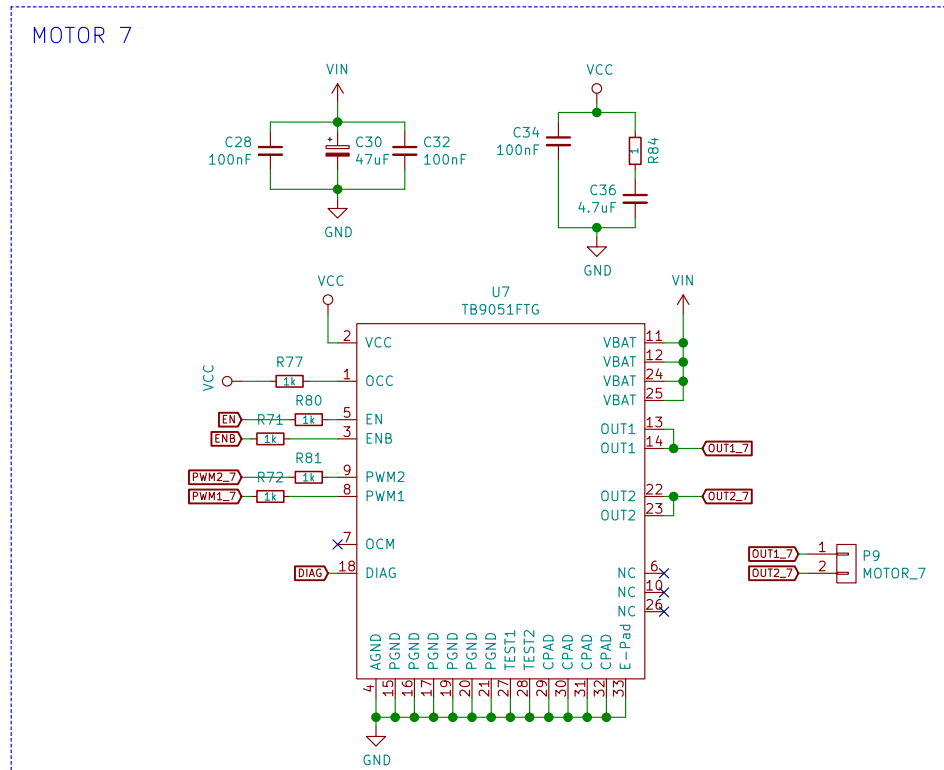 MOTOR 7
VIN
VCC
C28
100nF
+
C30
47uF
C32
100nF
C34
100nF
1
R84
C36
4.7uF
GND
GND
VCC
U7
TB9051FTG
VIN
2
VCC
VBAT
11
VBAT
12
VCC
R77
1k
1
OCC
VBAT
24
VBAT
25
EN
R80
1k
5
EN
OUT1
13
ENB
R71
1k
3
ENB
OUT1
14
OUT1_7
PWM2_7
R81
1k
9
PWM2
PWM1_7
R72
1k
8
PWM1
OUT2
22
OUT2_7
OUT2
23
7
OCM
DIAG
18
DIAG
NC
6
NC
10
NC
26
OUT1_7
1
P9
OUT2_7
2
MOTOR_7
AGND
PGND
PGND
PGND
PGND
PGND
PGND
TEST1
TEST2
CPAD
CPAD
CPAD
CPAD
E-Pad
4
15
16
17
19
20
21
27
28
29
30
31
32
33
GND